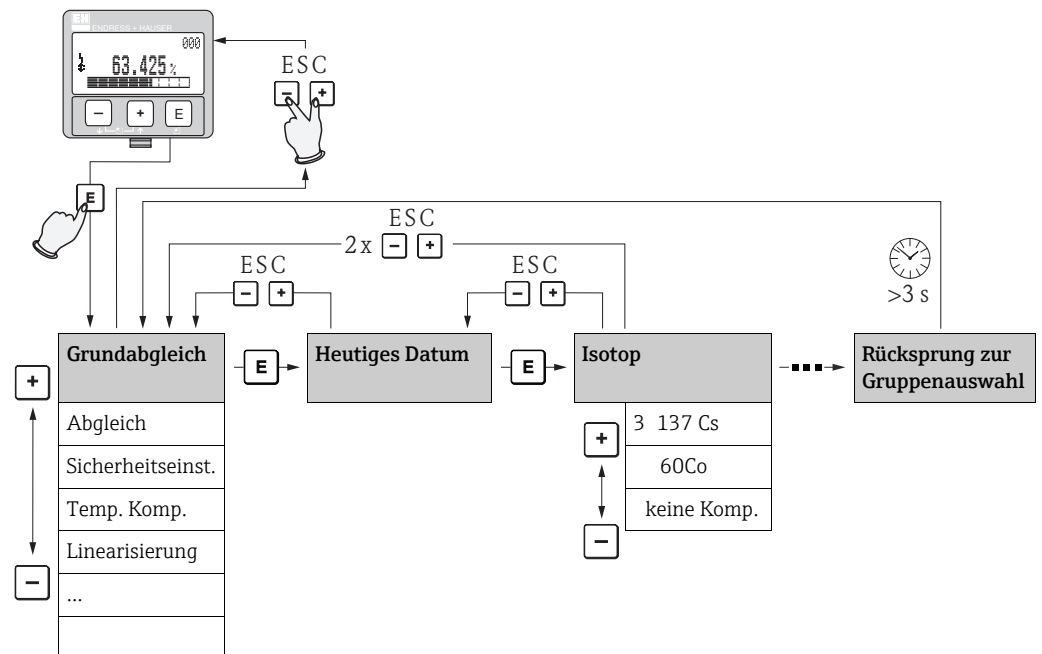 EH
ENDRESS + HAUSER
000
63.425 %
- + E
ESC
- +
E
ESC
2x - +
ESC
- +
ESC
- +
>3 s
Grundabgleich
E
Heutiges Datum
E
Isotop
Rücksprung zur
Gruppenauswahl
+
-
Abgleich
Sicherheitseinst.
Temp. Komp.
Linearisierung
...
+
-
3 137 Cs
60Co
keine Komp.